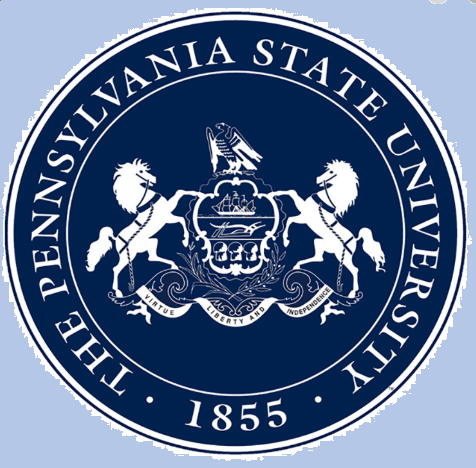 THE PENNSYLVANIA STATE UNIVERSITY
VIRTUE LIBERTY AND INDEPENDENCE
· 1855 ·